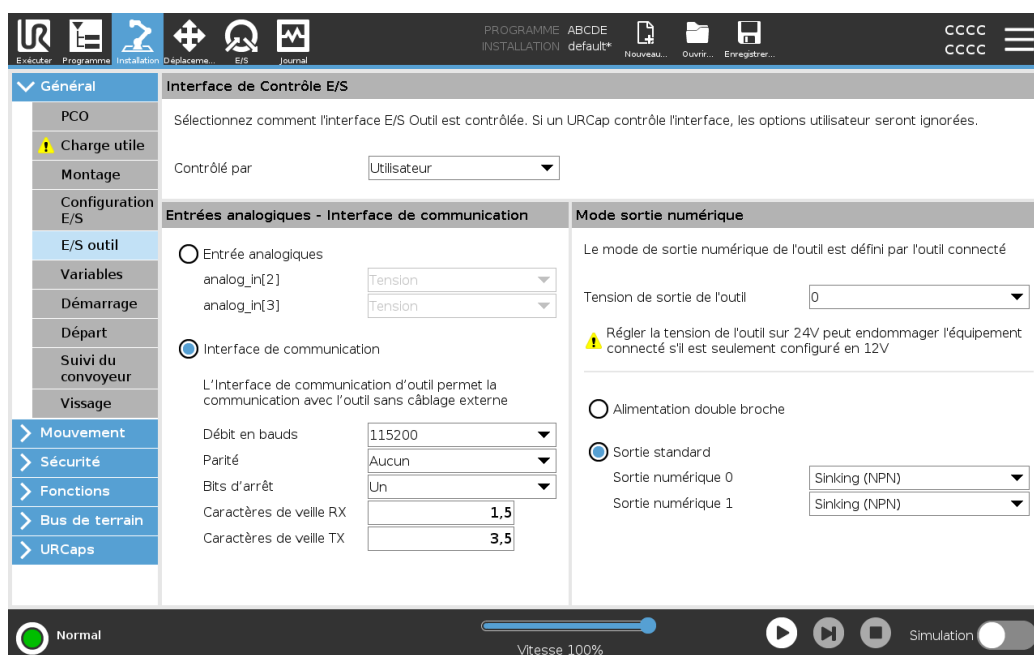 UR
PROGRAMME ABCDE
INSTALLATION default*
CCCC
CCCC
Exécuter Programme Installation Déplaceme... E/S Journal
Nouveau... Ouvrir... Enregistrer...
Général
PCO
Charge utile
Montage
Configuration
E/S
E/S outil
Variables
Démarrage
Départ
Suivi du
convoyeur
Vissage
Mouvement
Sécurité
Fonctions
Bus de terrain
URCaps
Interface de Contrôle E/S
Sélectionnez comment l'interface E/S Outil est contrôlée. Si un URCap contrôle l'interface, les options utilisateur seront ignorées.
Contrôlé par Utilisateur
Entrées analogiques - Interface de communication
Entrée analogiques
analog_in[2] Tension
analog_in[3] Tension
Interface de communication
L'Interface de communication d'outil permet la
communication avec l'outil sans câblage externe
Débit en bauds 115200
Parité Aucun
Bits d'arrêt Un
Caractères de veille RX 1,5
Caractères de veille TX 3,5
Mode sortie numérique
Le mode de sortie numérique de l'outil est défini par l'outil connecté
Tension de sortie de l'outil 0
Régler la tension de l'outil sur 24V peut endommager l'équipement
connecté s'il est seulement configuré en 12V
Alimentation double broche
Sortie standard
Sortie numérique 0 Sinking (NPN)
Sortie numérique 1 Sinking (NPN)
Normal
Vitesse 100%
Simulation